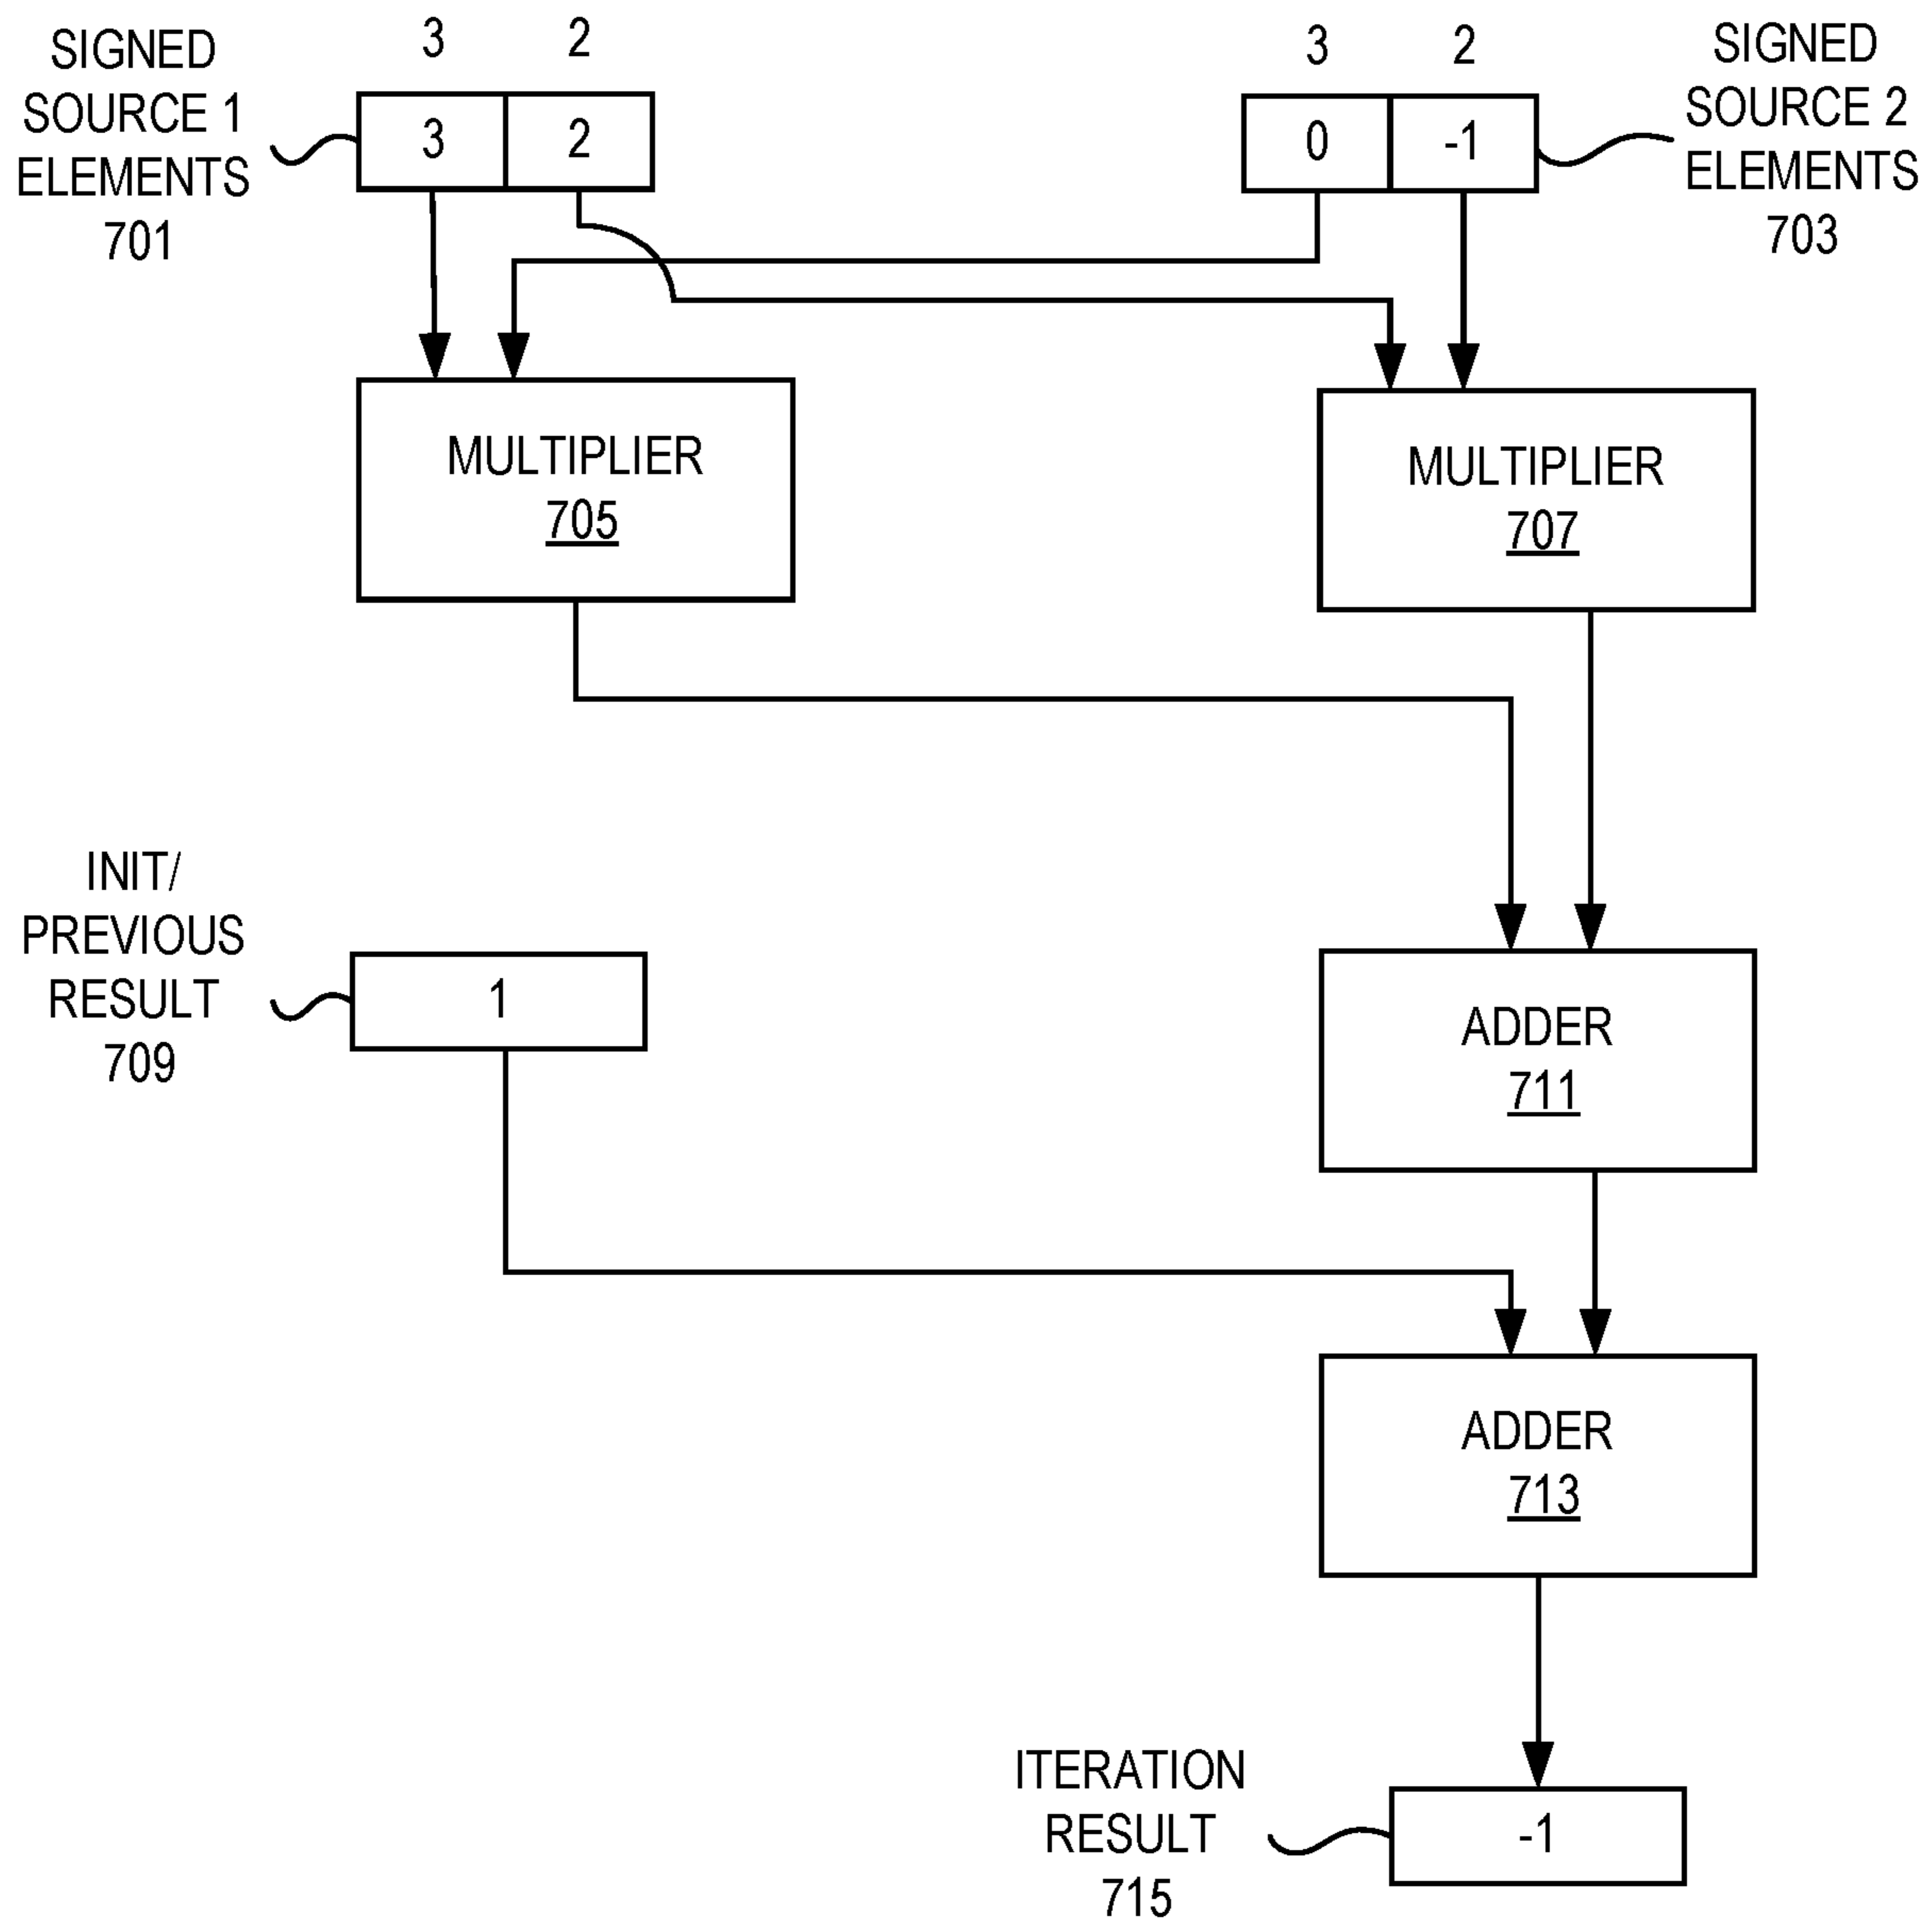 SIGNED
SOURCE 1
ELEMENTS
701
3 2
3 2
3 2
0 -1
SIGNED
SOURCE 2
ELEMENTS
703
MULTIPLIER
705
MULTIPLIER
707
INIT/
PREVIOUS
RESULT
709
1
ADDER
711
ADDER
713
ITERATION
RESULT
715
-1